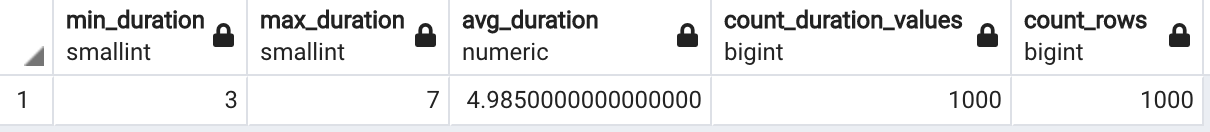 min_duration max_duration avg_duration count_duration_values count_rows
smallint smallint numeric bigint bigint
1 3 7 4.9850000000000000 1000 1000